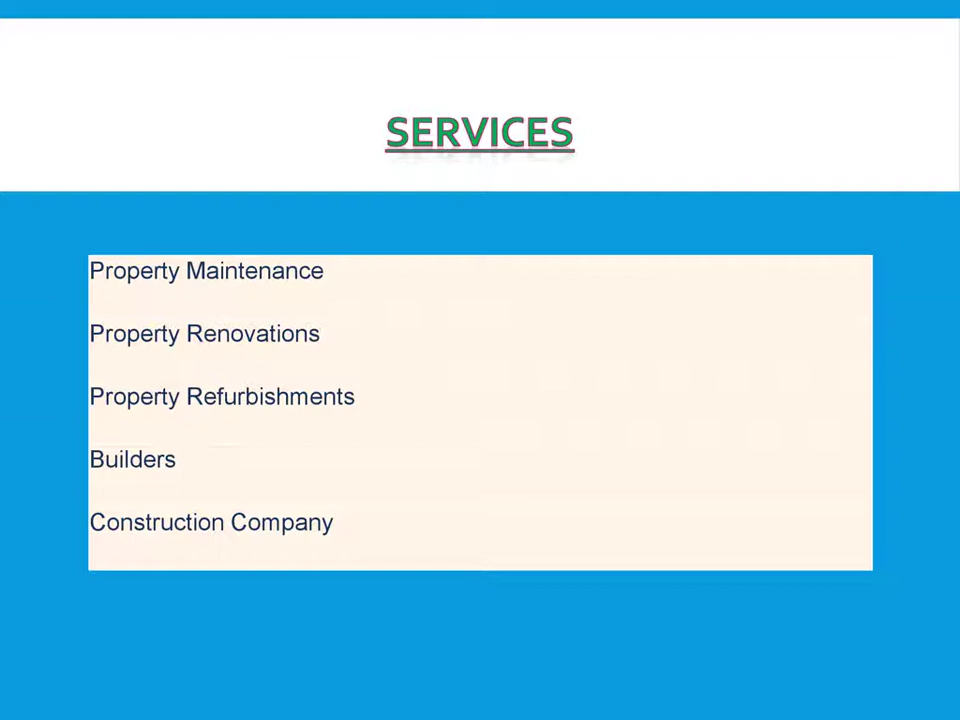 SERVICES
Property Maintenance
Property Renovations
Property Refurbishments
Builders
Construction Company